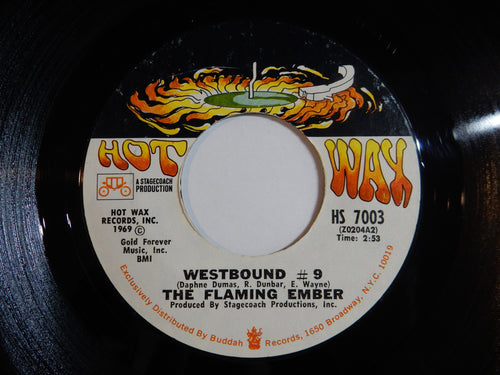 HOT WAX
A STAGECOACH
PRODUCTION
HOT WAX
RECORDS, INC.
1969 ©
Gold Forever
Music, Inc.
BMI
HS 7003
(Z0204A2)
Time: 2:53
WESTBOUND #9
(Daphne Dumas, R. Dunbar, E. Wayne)
THE FLAMING EMBER
Produced By Stagecoach Productions, Inc.
Exclusively Distributed By Buddah Records, 1650 Broadway, N.Y.C. 10019